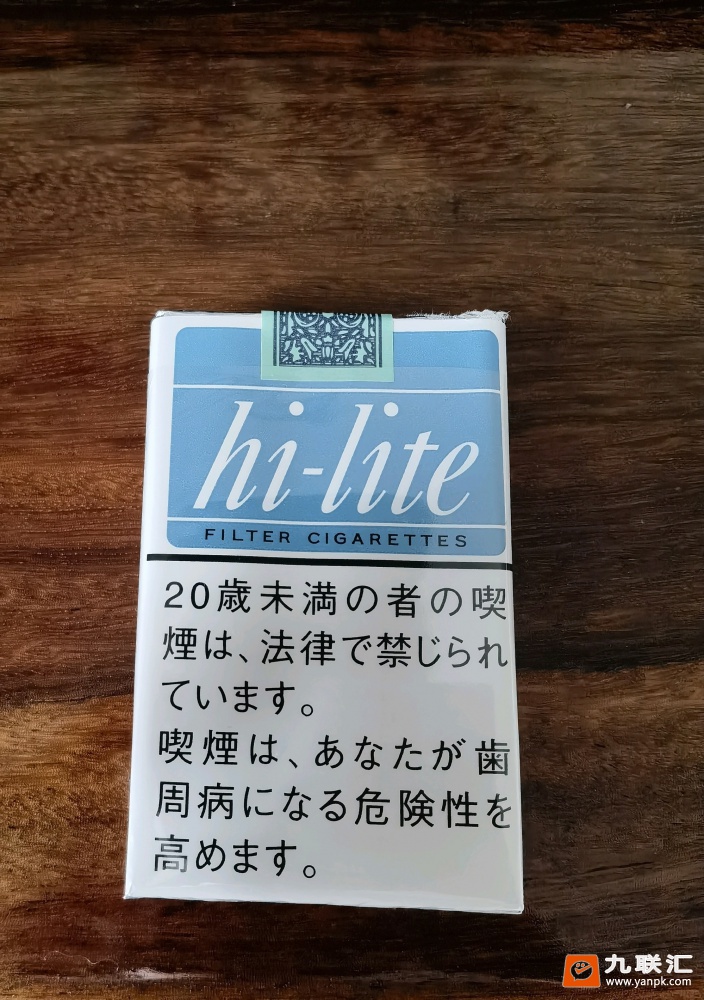 hi-lite
FILTER CIGARETTES
20歳未満の者の喫
煙は、法律で禁じられ
ています。
喫煙は、あなたが歯
周病になる危険性を
高めます。
九联汇
www.yanpk.com